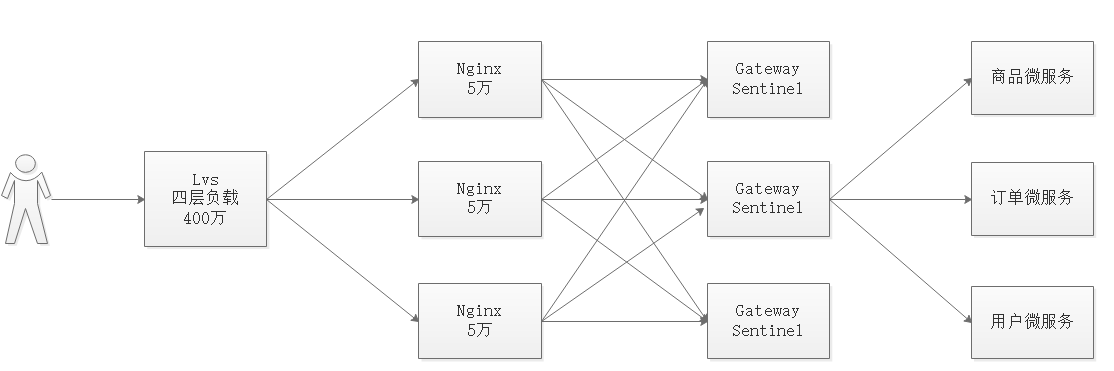 Lvs
四层负载
400万
Nginx
5万
Nginx
5万
Nginx
5万
Gateway
Sentinel
Gateway
Sentinel
Gateway
Sentinel
商品微服务
订单微服务
用户微服务